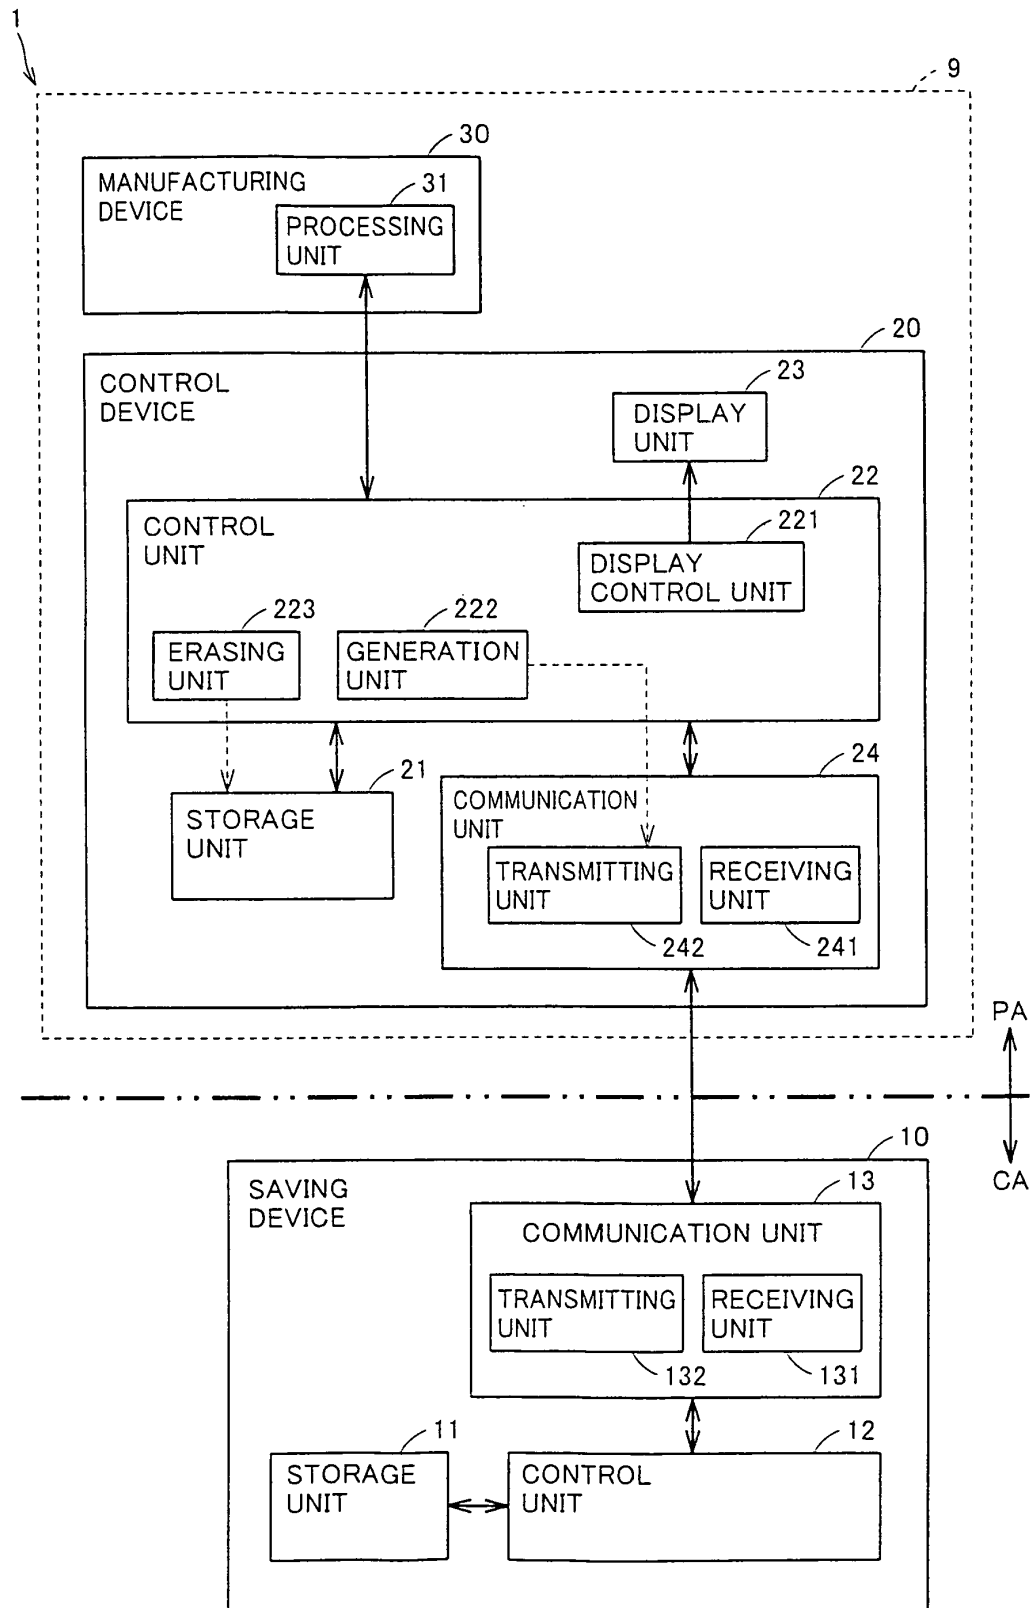 1
9
30
MANUFACTURING
DEVICE
31
PROCESSING
UNIT
20
CONTROL
DEVICE
23
DISPLAY
UNIT
22
CONTROL
UNIT
221
DISPLAY
CONTROL UNIT
223
ERASING
UNIT
222
GENERATION
UNIT
21
STORAGE
UNIT
24
COMMUNICATION
UNIT
TRANSMITTING
UNIT
242
RECEIVING
UNIT
241
PA
CA
10
SAVING
DEVICE
13
COMMUNICATION UNIT
TRANSMITTING
UNIT
132
RECEIVING
UNIT
131
11
STORAGE
UNIT
12
CONTROL
UNIT